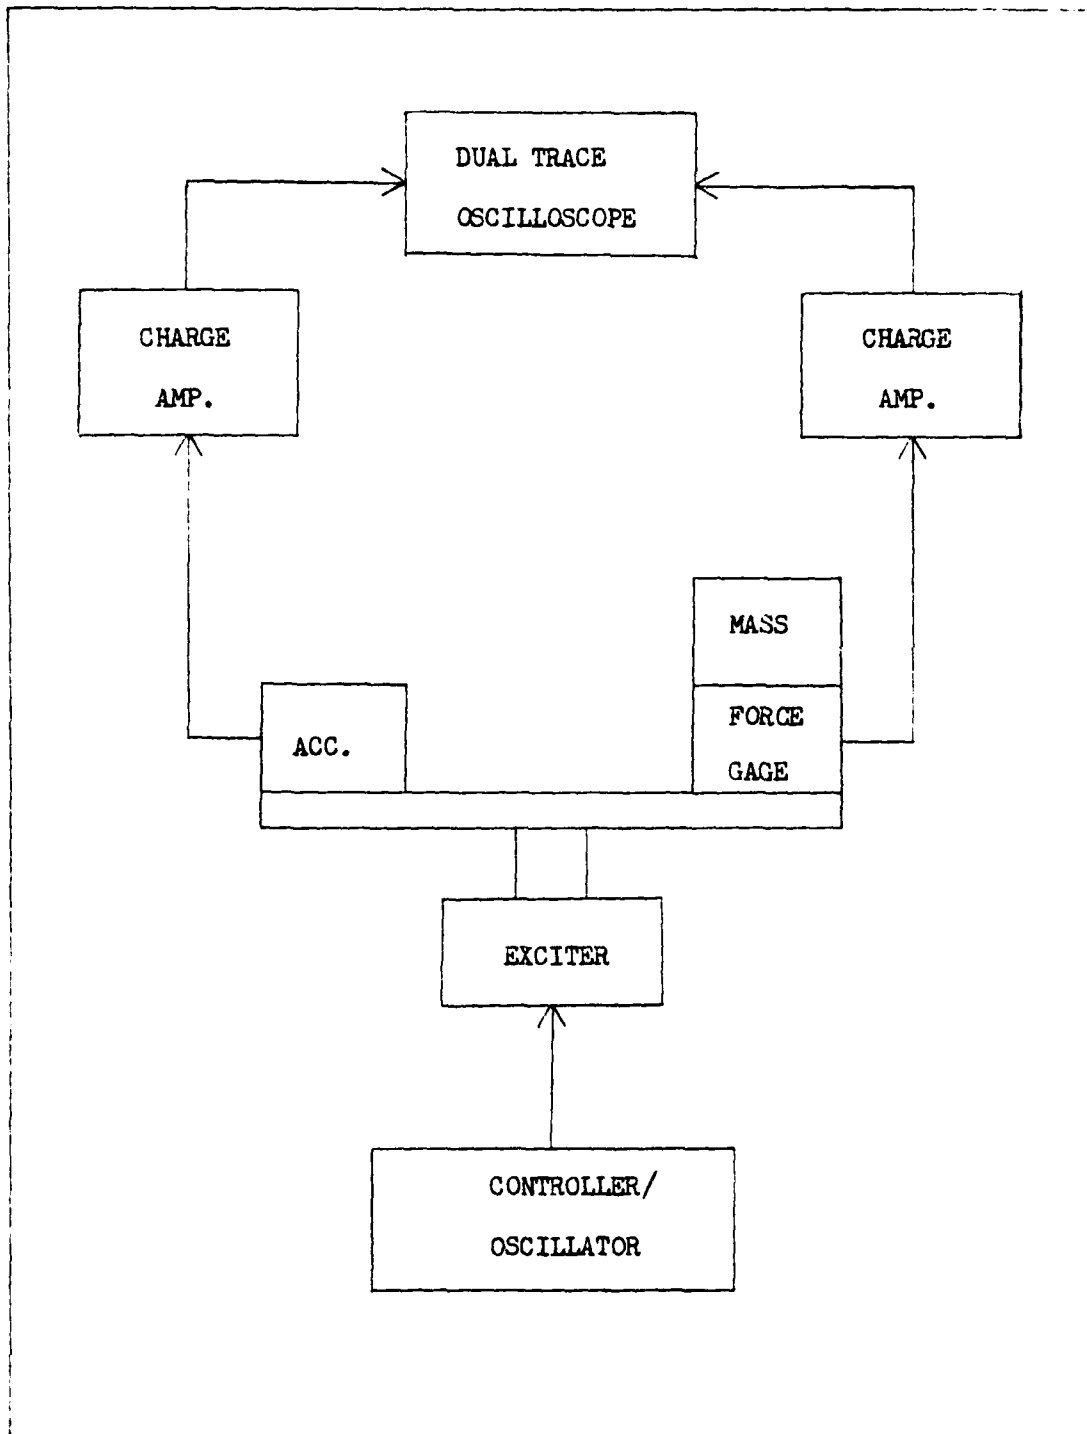 DUAL TRACE
OSCILLOSCOPE
CHARGE
AMP.
CHARGE
AMP.
MASS
FORCE
GAGE
ACC.
EXCITER
CONTROLLER/
OSCILLATOR